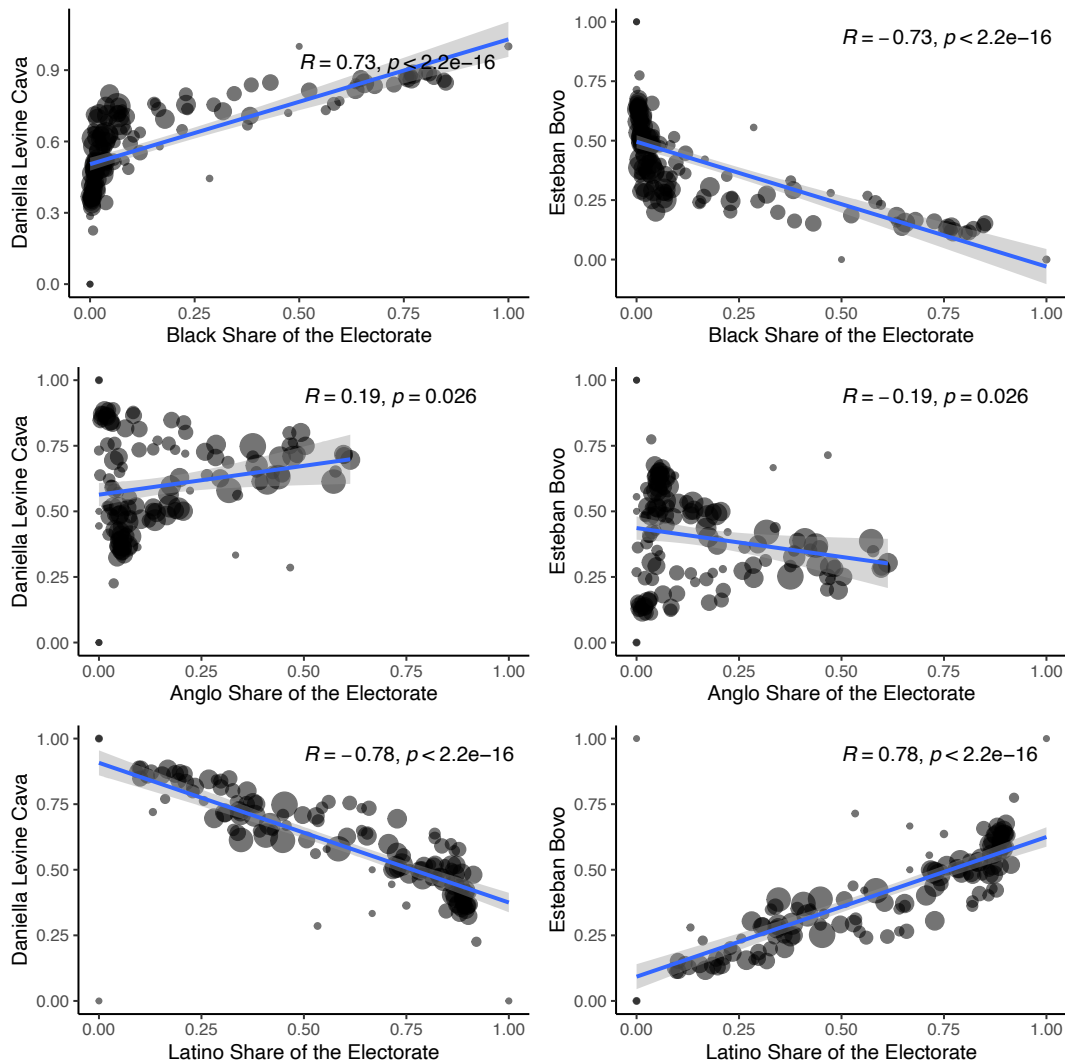 Daniella Levine Cava
0.9
0.6
0.3
0.0
R = 0.73, p < 2.2e−16
0.00 0.25 0.50 0.75 1.00
Black Share of the Electorate
Esteban Bovo
1.00
0.75
0.50
0.25
0.00
R = −0.73, p < 2.2e−16
0.00 0.25 0.50 0.75 1.00
Black Share of the Electorate
Daniella Levine Cava
1.00
0.75
0.50
0.25
0.00
R = 0.19, p = 0.026
0.00 0.25 0.50 0.75 1.00
Anglo Share of the Electorate
Esteban Bovo
1.00
0.75
0.50
0.25
0.00
R = −0.19, p = 0.026
0.00 0.25 0.50 0.75 1.00
Anglo Share of the Electorate
Daniella Levine Cava
1.00
0.75
0.50
0.25
0.00
R = −0.78, p < 2.2e−16
0.00 0.25 0.50 0.75 1.00
Latino Share of the Electorate
Esteban Bovo
1.00
0.75
0.50
0.25
0.00
R = 0.78, p < 2.2e−16
0.00 0.25 0.50 0.75 1.00
Latino Share of the Electorate